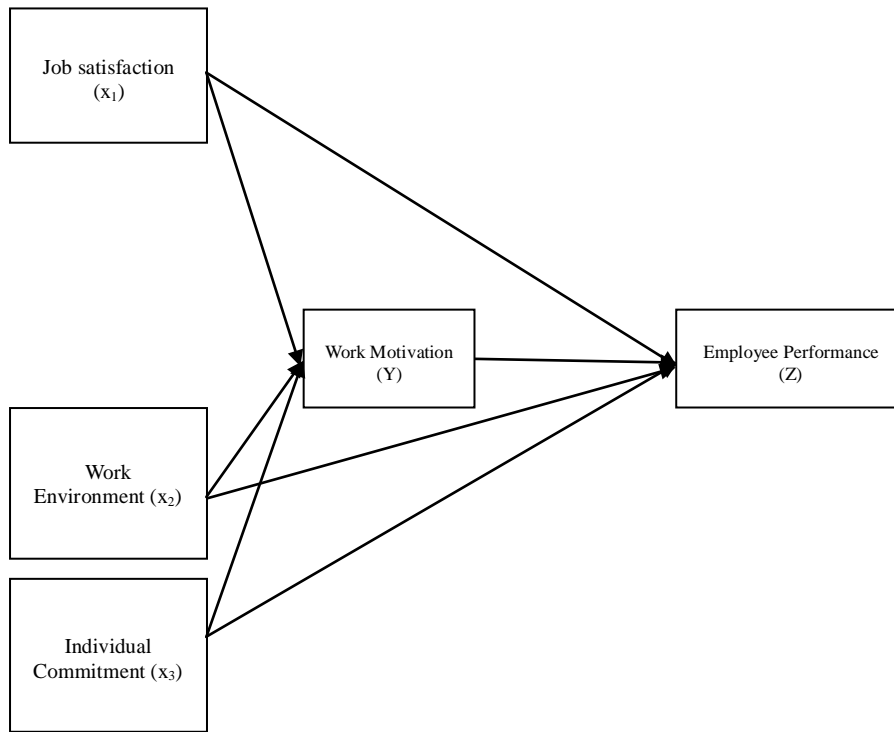 Job satisfaction
(x₁)
Work Motivation
(Y)
Employee Performance
(Z)
Work
Environment (x₂)
Individual
Commitment (x₃)